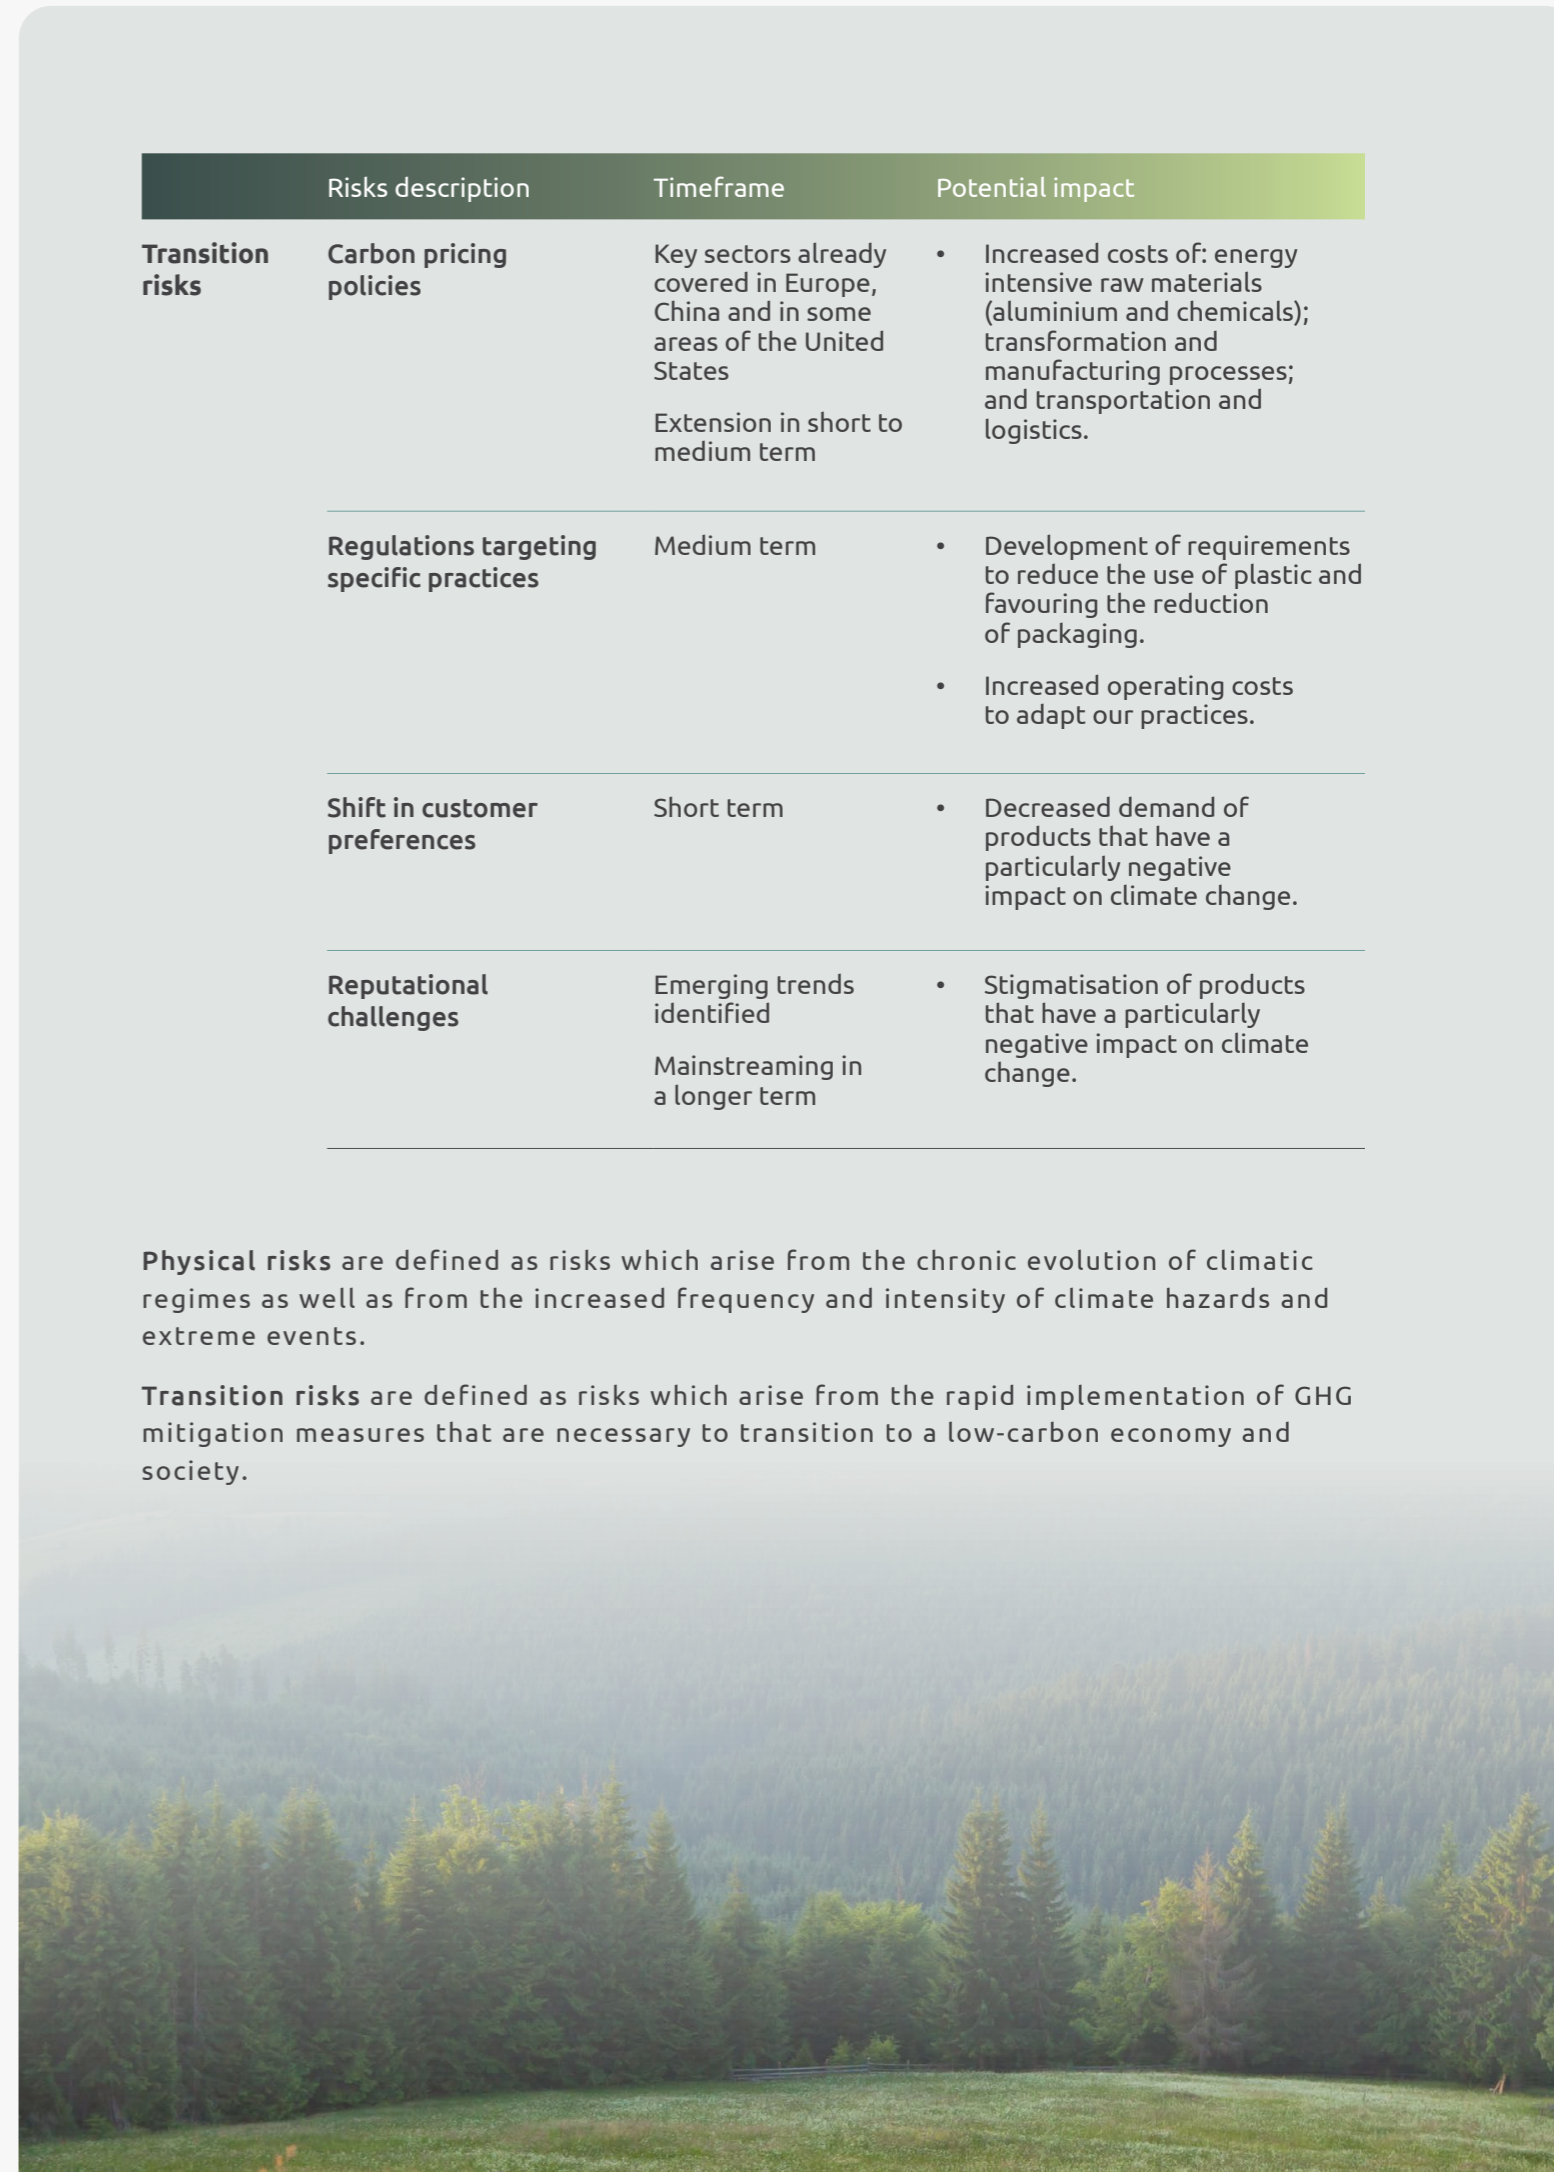 Risks description Timeframe Potential impact
Transition
risks
Carbon pricing
policies
Key sectors already
covered in Europe,
China and in some
areas of the United
States
Extension in short to
medium term
• Increased costs of: energy
intensive raw materials
(aluminium and chemicals);
transformation and
manufacturing processes;
and transportation and
logistics.
Regulations targeting
specific practices
Medium term
• Development of requirements
to reduce the use of plastic and
favouring the reduction
of packaging.
• Increased operating costs
to adapt our practices.
Shift in customer
preferences
Short term
• Decreased demand of
products that have a
particularly negative
impact on climate change.
Reputational
challenges
Emerging trends
identified
Mainstreaming in
a longer term
• Stigmatisation of products
that have a particularly
negative impact on climate
change.
Physical risks are defined as risks which arise from the chronic evolution of climatic
regimes as well as from the increased frequency and intensity of climate hazards and
extreme events.
Transition risks are defined as risks which arise from the rapid implementation of GHG
mitigation measures that are necessary to transition to a low-carbon economy and
society.